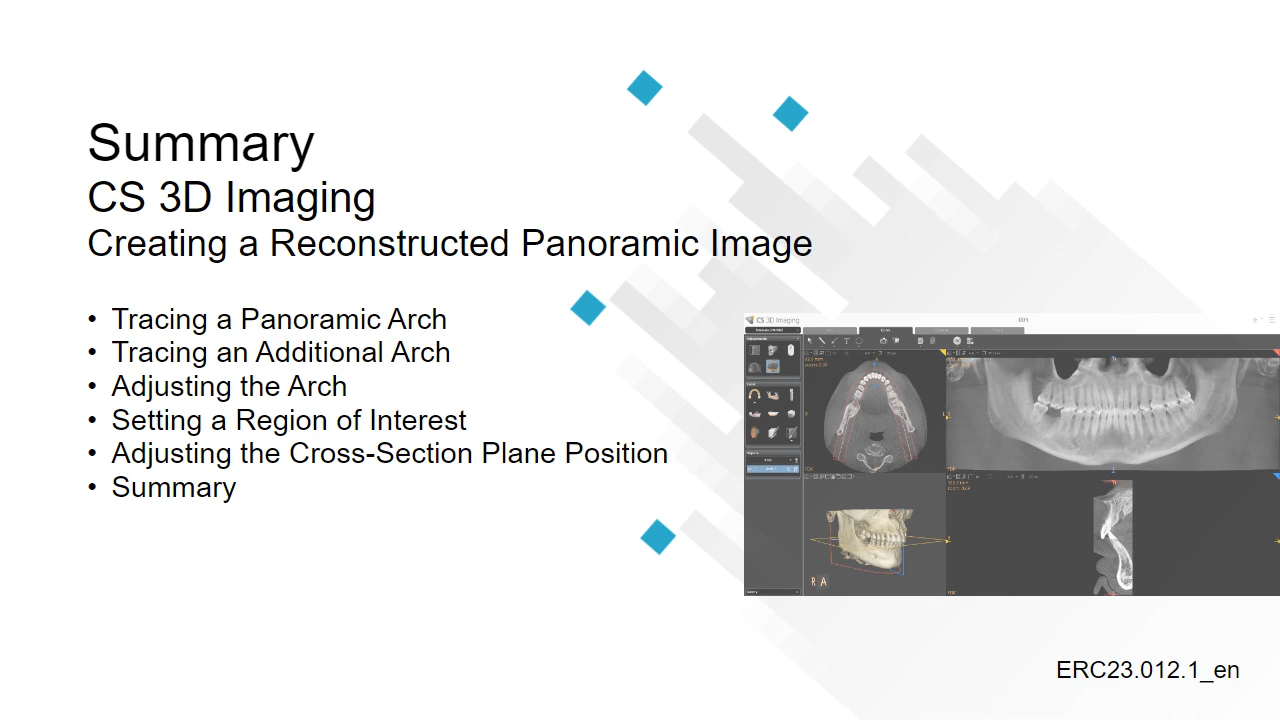 Summary
CS 3D Imaging
Creating a Reconstructed Panoramic Image
• Tracing a Panoramic Arch
• Tracing an Additional Arch
• Adjusting the Arch
• Setting a Region of Interest
• Adjusting the Cross-Section Plane Position
• Summary
CS 3D Imaging
001
R A
ERC23.012.1_en